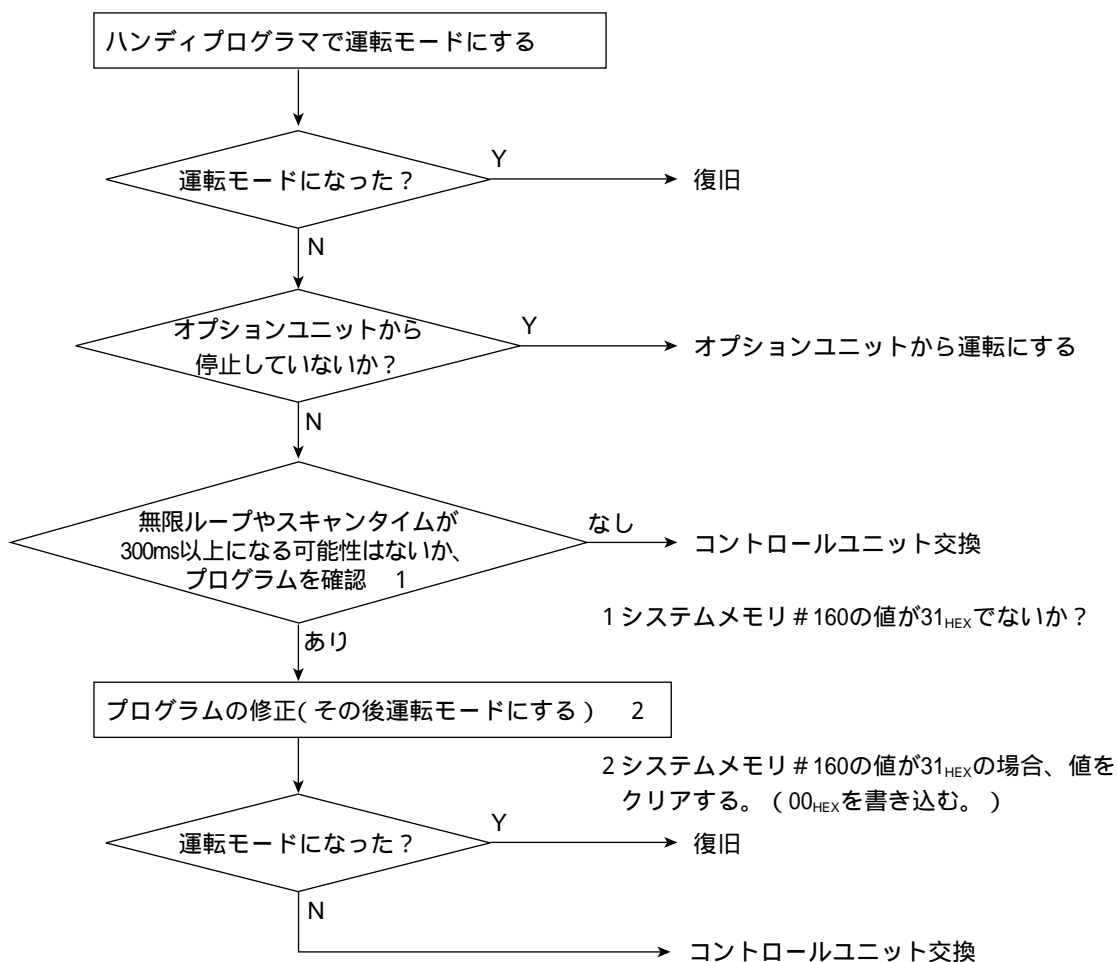 ハンディプログラマで運転モードにする
運転モードになった？
Y
復旧
N
オプションユニットから
停止していないか？
Y
オプションユニットから運転にする
N
無限ループやスキャンタイムが
300ms以上になる可能性はないか、
プログラムを確認　1
なし
コントロールユニット交換
1 システムメモリ＃160の値が31HEXでないか？
あり
プログラムの修正(その後運転モードにする)　2
2 システムメモリ＃160の値が31HEXの場合、値を
クリアする。(00HEXを書き込む。)
運転モードになった？
Y
復旧
N
コントロールユニット交換